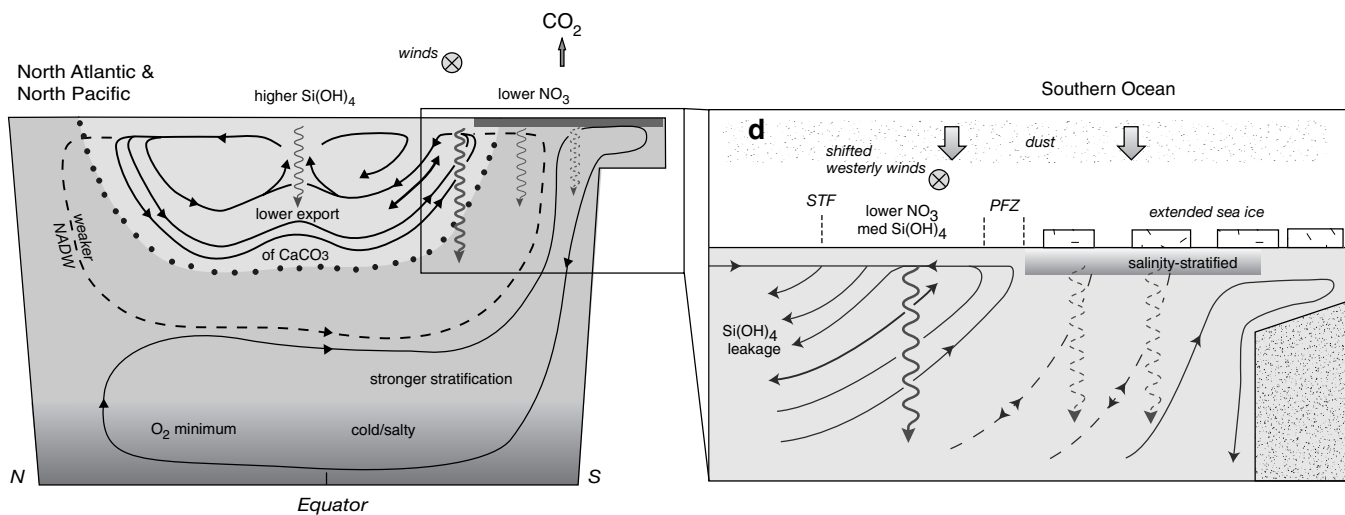 CO2
winds
North Atlantic &
North Pacific
higher Si(OH)4
lower NO3
weaker
NADW
lower export
of CaCO3
stronger stratification
O2 minimum
cold/salty
N
S
Equator
Southern Ocean
d
dust
shifted
westerly winds
STF
lower NO3
med Si(OH)4
PFZ
extended sea ice
salinity-stratified
Si(OH)4
leakage